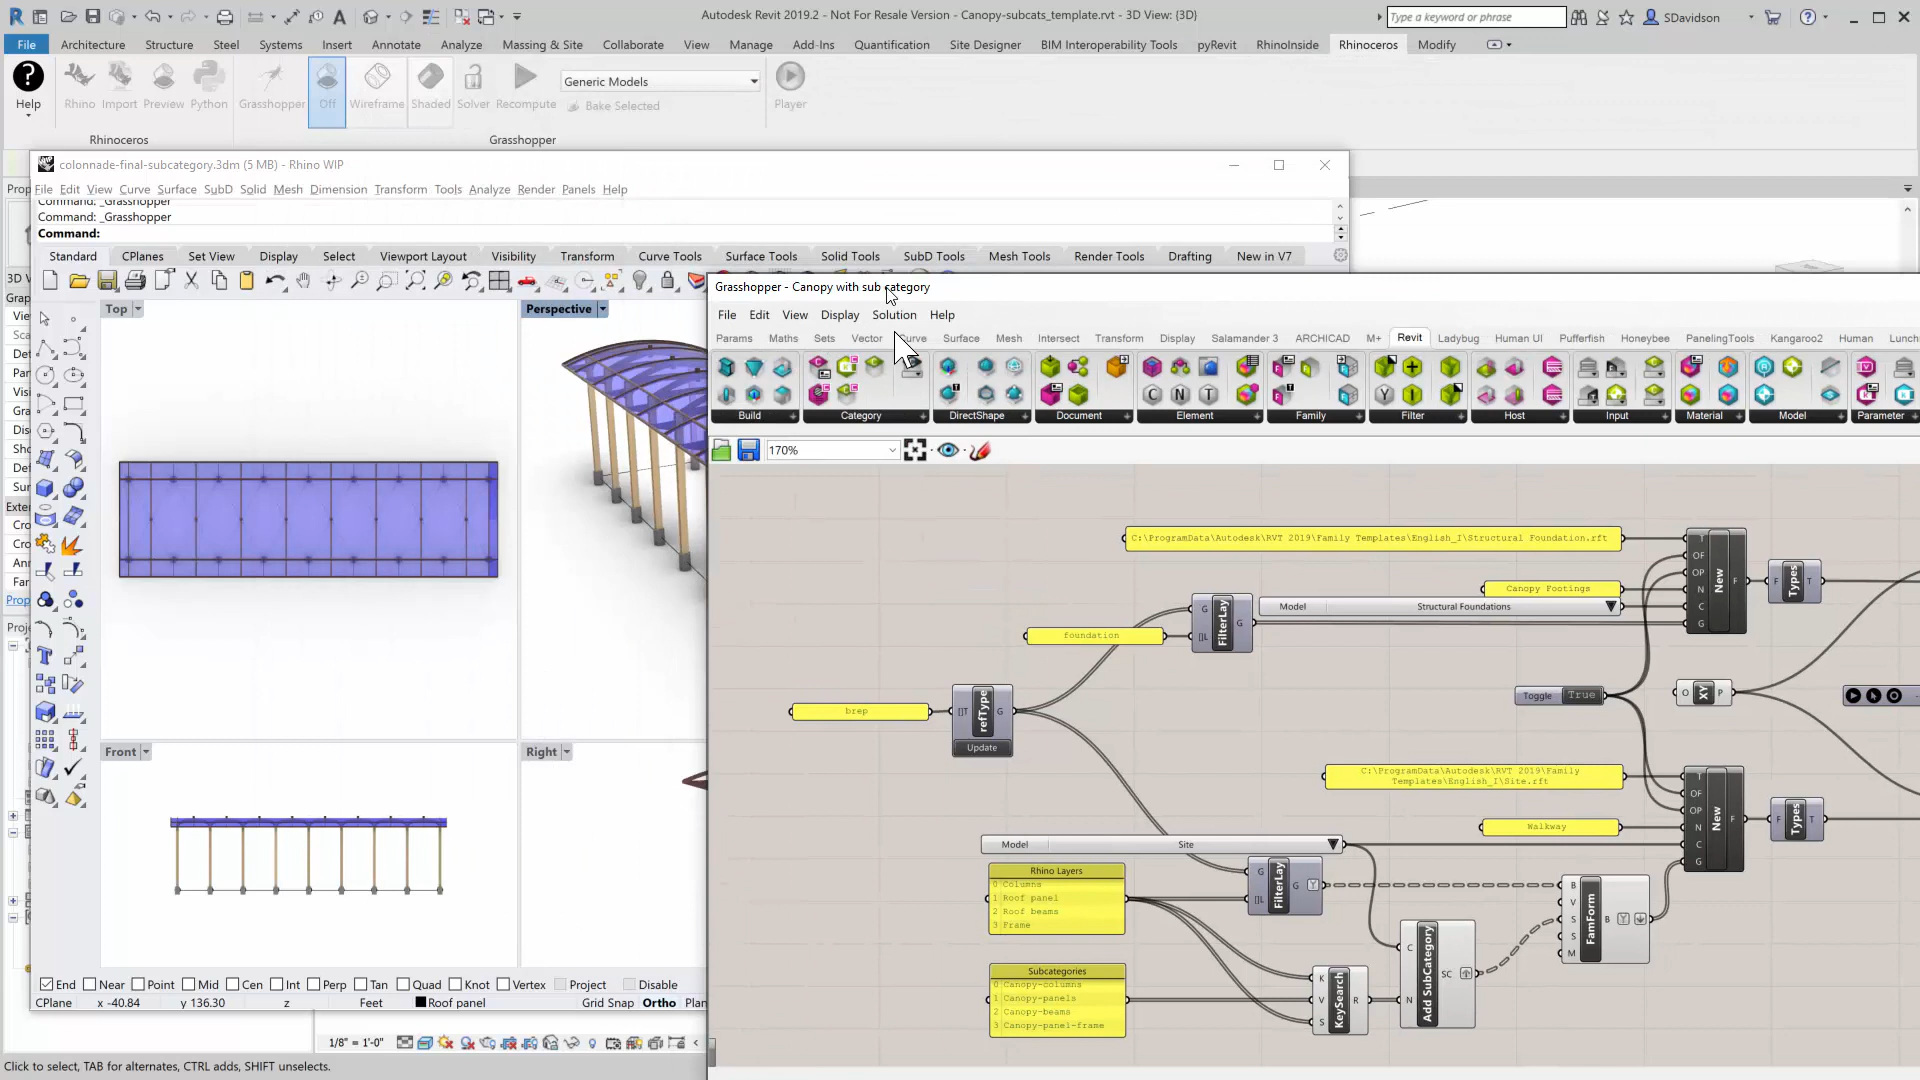 Autodesk Revit 2019.2 - Not For Resale Version - Canopy-subcats_template.rvt - 3D View: {3D}
Type a keyword or phrase
SDavidson
File Architecture Structure Steel Systems Insert Annotate Analyze Massing & Site Collaborate View Manage Add-Ins Quantification Site Designer BIM Interoperability Tools pyRevit RhinoInside Rhinoceros Modify
Generic Models
Help Rhino Import Preview Python Grasshopper Off Wireframe Shaded Solver Recompute Bake Selected Player
Rhinoceros Grasshopper
colonnade-final-subcategory.3dm (5 MB) - Rhino WIP
File Edit View Curve Surface SubD Solid Mesh Dimension Transform Tools Analyze Render Panels Help
Command: _Grasshopper
Command: _Grasshopper
Command:
Standard CPlanes Set View Display Select Viewport Layout Visibility Transform Curve Tools Surface Tools Solid Tools SubD Tools Mesh Tools Render Tools Drafting New in V7
Top Perspective
Front Right
End Near Point Mid Cen Int Perp Tan Quad Knot Vertex Project Disable
CPlane x -40.84 y 136.30 z Feet Roof panel Grid Snap Ortho Plan
1/8" = 1'-0"
Click to select, TAB for alternates, CTRL adds, SHIFT unselects.
Grasshopper - Canopy with sub category
File Edit View Display Solution Help
Params Maths Sets Vector Curve Surface Mesh Intersect Transform Display Salamander 3 ARCHICAD M+ Revit Ladybug Human UI Pufferfish Honeybee PanelingTools Kangaroo2 Human Lunch
Build Category DirectShape Document Element Family Filter Host Input Material Model Parameter
170%
C:\ProgramData\Autodesk\RVT 2019\Family Templates\English_I\Structural Foundation.rft
T
OF
OP
N
C
G
New
F
F Types T
Canopy Footings
Model Structural Foundations
G
[]L
FilterLay
G
foundation
Toggle True
O XY P
brep
[]T refType G
Update
C:\ProgramData\Autodesk\RVT 2019\Family
Templates\English_I\Site.rft
T
OF
OP
N
C
G
New
F
F Types T
Walkway
Model Site
Rhino Layers
0 Columns
1 Roof panel
2 Roof beams
3 Frame
G
[]L
FilterLay
G
B
V
S
S
M
FamForm
B
Subcategories
0 Canopy-columns
1 Canopy-panels
2 Canopy-beams
3 Canopy-panel-frame
K
V
S
KeySearch
R
C
N
Add SubCategory
SC